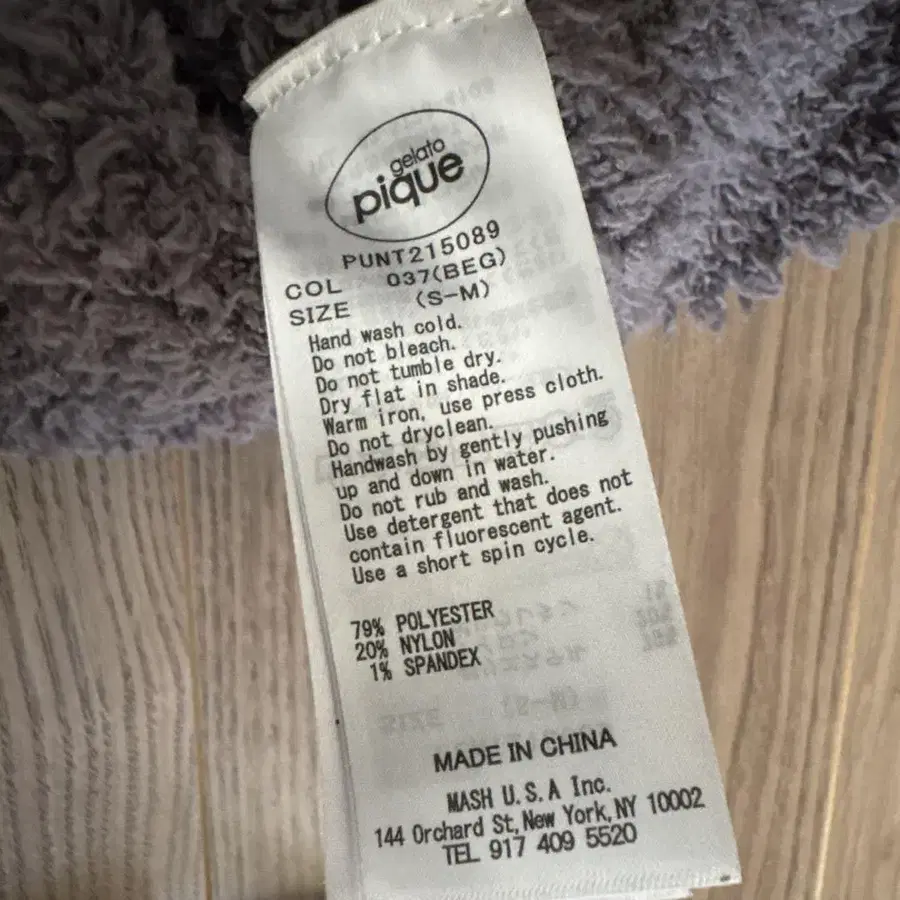 gelato
pique
PUNT215089
COL 037(BEG)
SIZE (S-M)
Hand wash cold.
Do not bleach.
Do not tumble dry.
Dry flat in shade.
Warm iron, use press cloth.
Do not dryclean.
Handwash by gently pushing
up and down in water.
Do not rub and wash.
Use detergent that does not
contain fluorescent agent.
Use a short spin cycle.
79% POLYESTER
20% NYLON
1% SPANDEX
MADE IN CHINA
MASH U.S.A Inc.
144 Orchard St, New York, NY 10002
TEL 917 409 5520